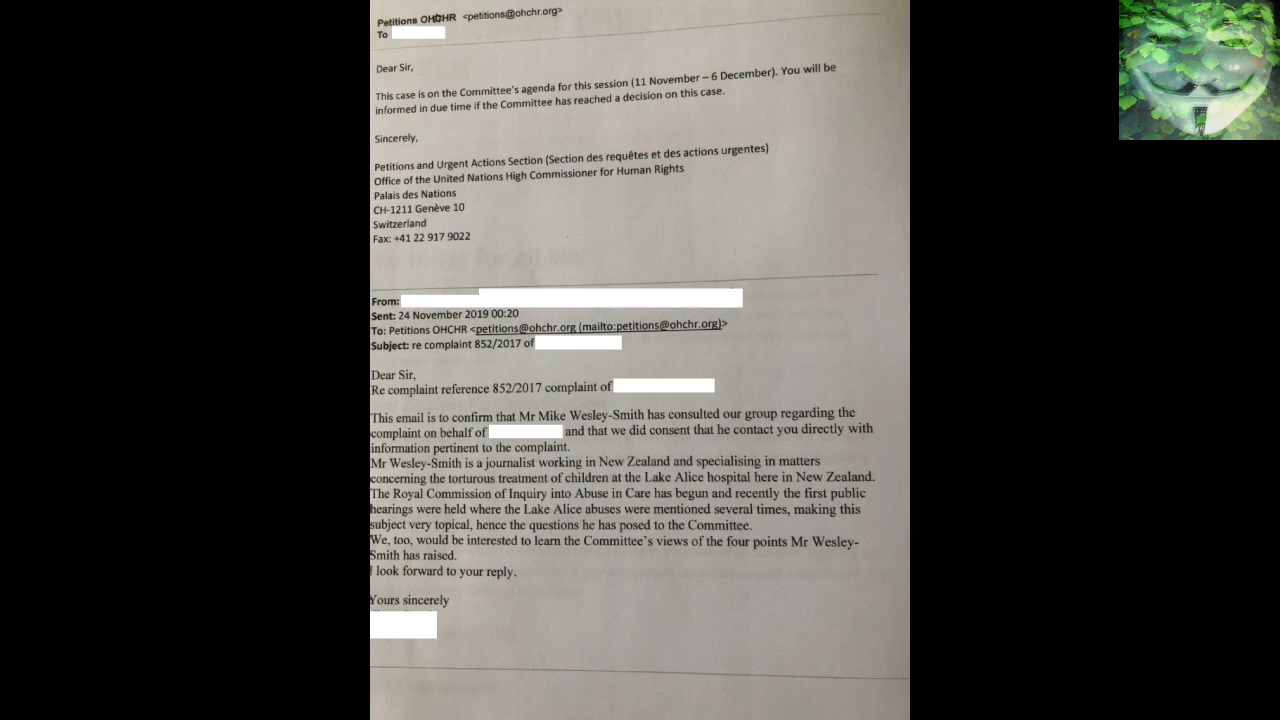 Petitions OHCHR <petitions@ohchr.org>
To
Dear Sir,
This case is on the Committee's agenda for this session (11 November – 6 December). You will be
informed in due time if the Committee has reached a decision on this case.
Sincerely,
Petitions and Urgent Actions Section (Section des requêtes et des actions urgentes)
Office of the United Nations High Commissioner for Human Rights
Palais des Nations
CH-1211 Genève 10
Switzerland
Fax: +41 22 917 9022
From:
Sent: 24 November 2019 00:20
To: Petitions OHCHR <petitions@ohchr.org (mailto:petitions@ohchr.org)>
Subject: re complaint 852/2017 of
Dear Sir,
Re complaint reference 852/2017 complaint of
This email is to confirm that Mr Mike Wesley-Smith has consulted our group regarding the
complaint on behalf of and that we did consent that he contact you directly with
information pertinent to the complaint.
Mr Wesley-Smith is a journalist working in New Zealand and specialising in matters
concerning the torturous treatment of children at the Lake Alice hospital here in New Zealand.
The Royal Commission of Inquiry into Abuse in Care has begun and recently the first public
hearings were held where the Lake Alice abuses were mentioned several times, making this
subject very topical, hence the questions he has posed to the Committee.
We, too, would be interested to learn the Committee's views of the four points Mr Wesley-
Smith has raised.
I look forward to your reply.
Yours sincerely